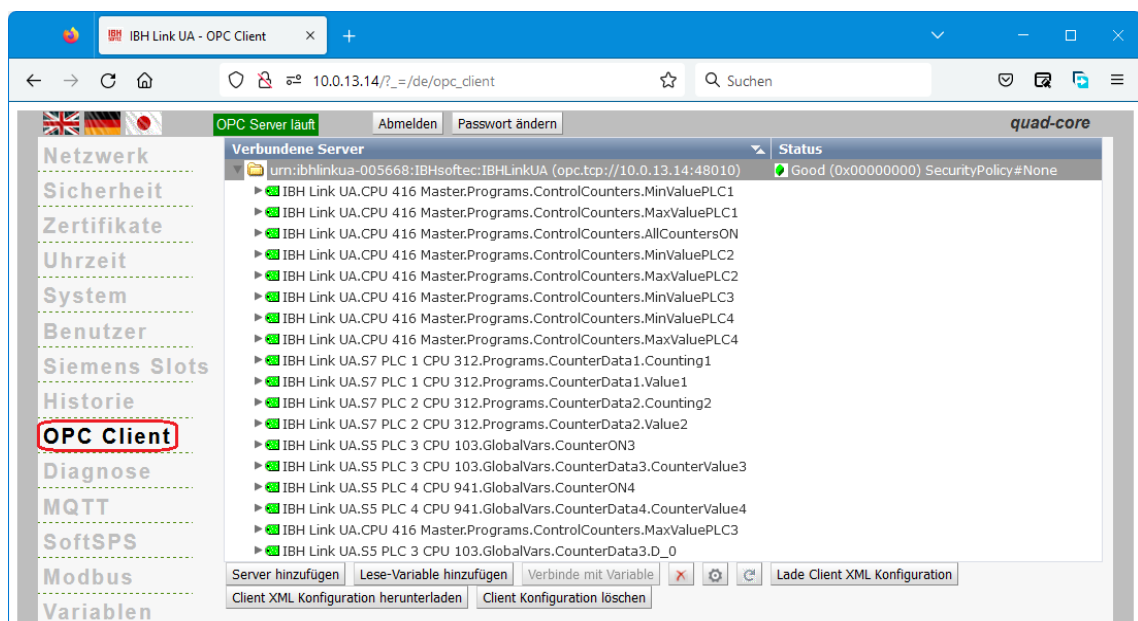 IBH Link UA - OPC Client
10.0.13.14/?_=/de/opc_client
Suchen
OPC Server läuft Abmelden Passwort ändern quad-core
Netzwerk
Sicherheit
Zertifikate
Uhrzeit
System
Benutzer
Siemens Slots
Historie
OPC Client
Diagnose
MQTT
SoftSPS
Modbus
Variablen
Verbundene Server Status
urn:ibhlinkua-005668:IBHsoftec:IBHLinkUA (opc.tcp://10.0.13.14:48010) Good (0x00000000) SecurityPolicy#None
IBH Link UA.CPU 416 Master.Programs.ControlCounters.MinValuePLC1
IBH Link UA.CPU 416 Master.Programs.ControlCounters.MaxValuePLC1
IBH Link UA.CPU 416 Master.Programs.ControlCounters.AllCountersON
IBH Link UA.CPU 416 Master.Programs.ControlCounters.MinValuePLC2
IBH Link UA.CPU 416 Master.Programs.ControlCounters.MaxValuePLC2
IBH Link UA.CPU 416 Master.Programs.ControlCounters.MinValuePLC3
IBH Link UA.CPU 416 Master.Programs.ControlCounters.MinValuePLC4
IBH Link UA.CPU 416 Master.Programs.ControlCounters.MaxValuePLC4
IBH Link UA.S7 PLC 1 CPU 312.Programs.CounterData1.Counting1
IBH Link UA.S7 PLC 1 CPU 312.Programs.CounterData1.Value1
IBH Link UA.S7 PLC 2 CPU 312.Programs.CounterData2.Counting2
IBH Link UA.S7 PLC 2 CPU 312.Programs.CounterData2.Value2
IBH Link UA.S5 PLC 3 CPU 103.GlobalVars.CounterON3
IBH Link UA.S5 PLC 3 CPU 103.GlobalVars.CounterData3.CounterValue3
IBH Link UA.S5 PLC 4 CPU 941.GlobalVars.CounterON4
IBH Link UA.S5 PLC 4 CPU 941.GlobalVars.CounterData4.CounterValue4
IBH Link UA.CPU 416 Master.Programs.ControlCounters.MaxValuePLC3
IBH Link UA.S5 PLC 3 CPU 103.GlobalVars.CounterData3.D_0
Server hinzufügen Lese-Variable hinzufügen Verbinde mit Variable Lade Client XML Konfiguration
Client XML Konfiguration herunterladen Client Konfiguration löschen